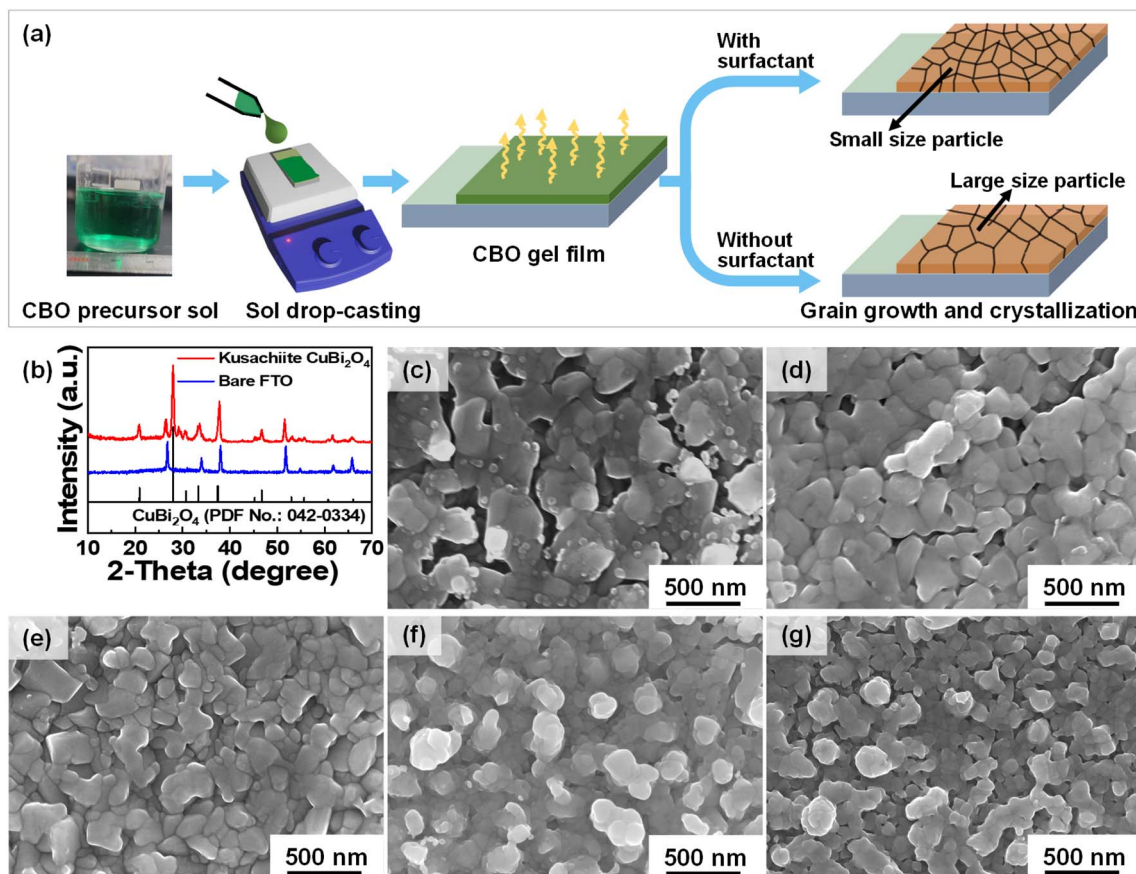 (a)
With
surfactant
Small size particle
Large size particle
Without
surfactant
CBO precursor sol
Sol drop-casting
CBO gel film
Grain growth and crystallization
(b)
Intensity (a.u.)
Kusachiite CuBi₂O₄
Bare FTO
CuBi₂O₄ (PDF No.: 042-0334)
10 20 30 40 50 60 70
2-Theta (degree)
(c)
500 nm
(d)
500 nm
(e)
500 nm
(f)
500 nm
(g)
500 nm